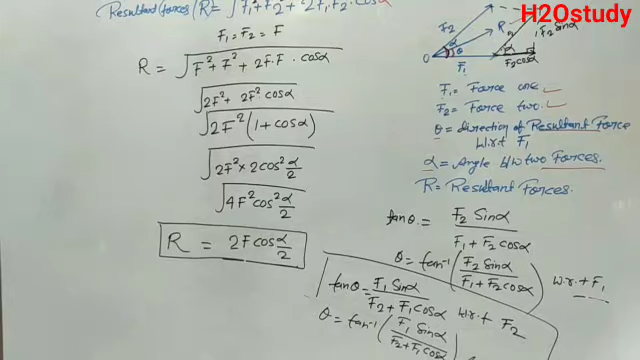 Resultant forces) R = √F₁² + F₂² + 2F₁F₂ · cosα
F₁ = F₂ = F
R = √F² + F² + 2F·F · cosα
√2F² + 2F² cosα
√2F² (1 + cosα)
√2F² × 2cos² α/2
√4F² cos² α/2
R = 2F cos α/2
H2Ostudy
F₂
R
α
θ
O
F₁
α
F₂ sinα
F₂ cosα
F₁ = Force one
F₂ = Force two
θ = direction of Resultant Force
w.r.t F₁
α = Angle b/w two Forces.
R = Resultant Forces.
tanθ = F₂ Sinα / F₁ + F₂ cosα
θ = tan⁻¹ (F₂ Sinα / F₁ + F₂ cosα) w.r.t F₁
tanθ = F₁ Sinα / F₂ + F₁ cosα w.r.t F₂
θ = tan⁻¹ (F₁ Sinα / F₂ + F₁ cosα)